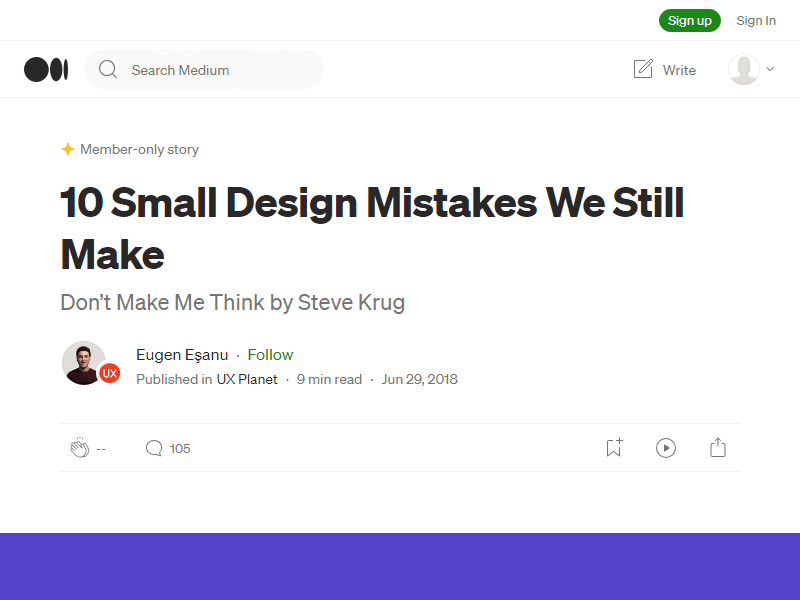 Sign up Sign In
Search Medium Write
Member-only story
10 Small Design Mistakes We Still
Make
Don’t Make Me Think by Steve Krug
Eugen Eşanu · Follow
UX
Published in UX Planet · 9 min read · Jun 29, 2018
-- 105